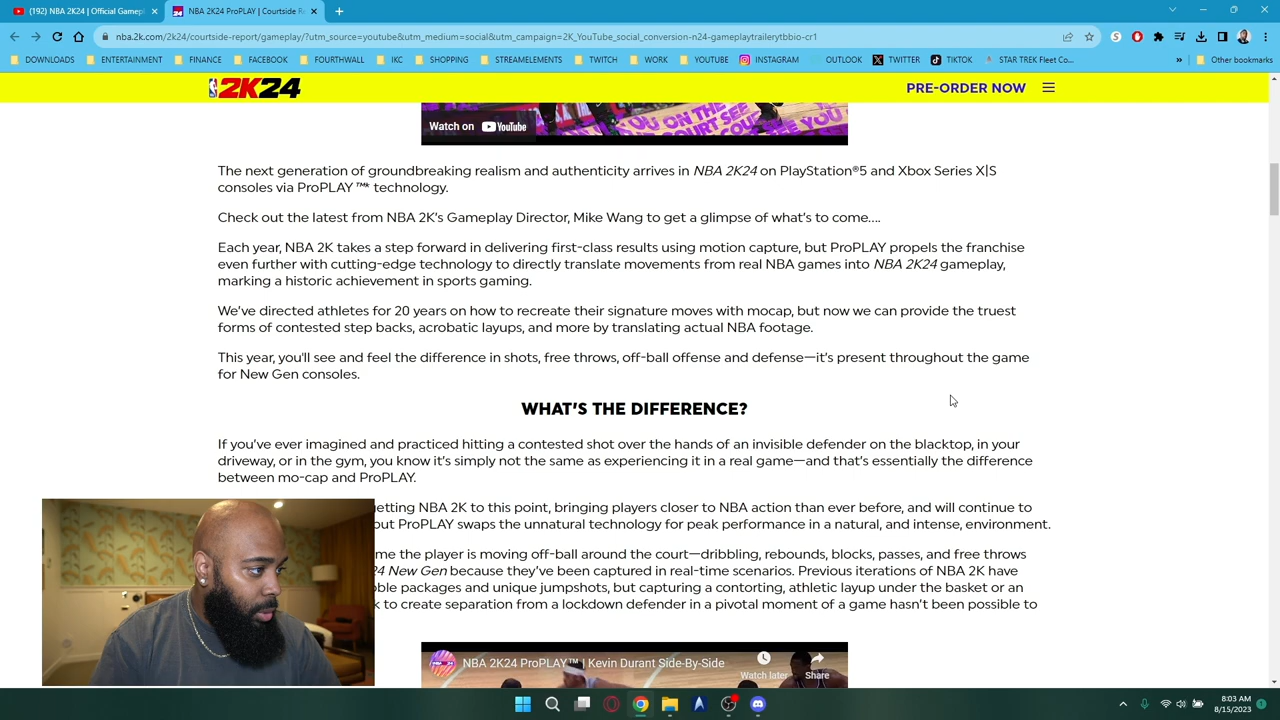 (192) NBA 2K24 | Official Gamepl
NBA 2K24 ProPLAY | Courtside Re
nba.2k.com/2k24/courtside-report/gameplay/?utm_source=youtube&utm_medium=social&utm_campaign=2K_YouTube_social_conversion-n24-gameplaytrailerytbbio-cr1
DOWNLOADS ENTERTAINMENT FINANCE FACEBOOK FOURTHWALL IKC SHOPPING STREAMELEMENTS TWITCH WORK YOUTUBE INSTAGRAM OUTLOOK TWITTER TIKTOK STAR TREK Fleet Co... » Other bookmarks
2K24
PRE-ORDER NOW
Watch on YouTube
The next generation of groundbreaking realism and authenticity arrives in NBA 2K24 on PlayStation®5 and Xbox Series X|S
consoles via ProPLAY™* technology.
Check out the latest from NBA 2K's Gameplay Director, Mike Wang to get a glimpse of what's to come....
Each year, NBA 2K takes a step forward in delivering first-class results using motion capture, but ProPLAY propels the franchise
even further with cutting-edge technology to directly translate movements from real NBA games into NBA 2K24 gameplay,
marking a historic achievement in sports gaming.
We've directed athletes for 20 years on how to recreate their signature moves with mocap, but now we can provide the truest
forms of contested step backs, acrobatic layups, and more by translating actual NBA footage.
This year, you'll see and feel the difference in shots, free throws, off-ball offense and defense—it's present throughout the game
for New Gen consoles.
WHAT'S THE DIFFERENCE?
If you've ever imagined and practiced hitting a contested shot over the hands of an invisible defender on the blacktop, in your
driveway, or in the gym, you know it's simply not the same as experiencing it in a real game—and that's essentially the difference
between mo-cap and ProPLAY.
etting NBA 2K to this point, bringing players closer to NBA action than ever before, and will continue to
out ProPLAY swaps the unnatural technology for peak performance in a natural, and intense, environment.
me the player is moving off-ball around the court—dribbling, rebounds, blocks, passes, and free throws
24 New Gen because they've been captured in real-time scenarios. Previous iterations of NBA 2K have
ble packages and unique jumpshots, but capturing a contorting, athletic layup under the basket or an
k to create separation from a lockdown defender in a pivotal moment of a game hasn't been possible to
NBA 2K24 ProPLAY™ | Kevin Durant Side-By-Side
Watch later Share
8:03 AM
8/15/2023